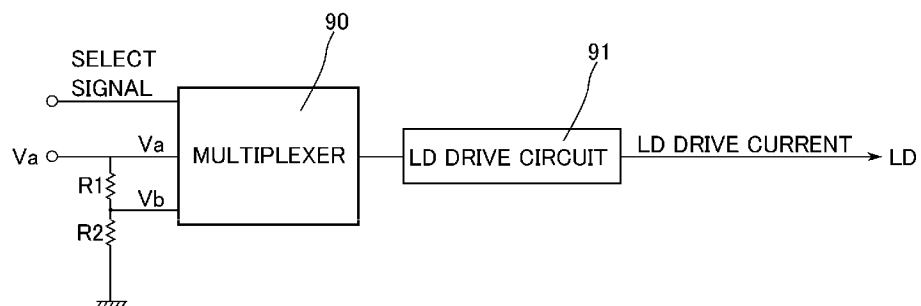 90
SELECT
SIGNAL
91
Va
Va
MULTIPLEXER
LD DRIVE CIRCUIT
LD DRIVE CURRENT
LD
R1
Vb
R2